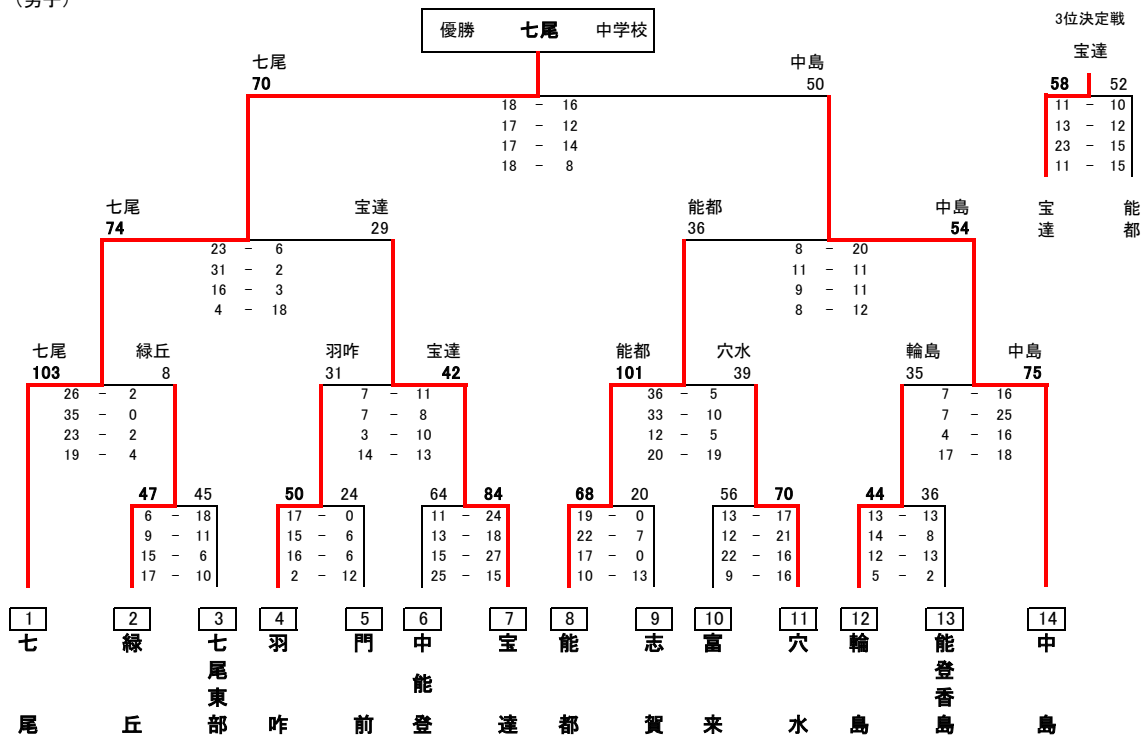 （男子）
優勝 七尾 中学校
3位決定戦
宝達
七尾 中島
70 50
58 52
18 - 16
17 - 12
17 - 14
18 - 8
11 - 10
13 - 12
23 - 15
11 - 15
宝達 能都
七尾 宝達 能都 中島
74 29 36 54
23 - 6 8 - 20
31 - 2 11 - 11
16 - 3 9 - 11
4 - 18 8 - 12
七尾 緑丘 羽咋 宝達 能都 穴水 輪島 中島
103 8 31 42 101 39 35 75
26 - 2 7 - 11 36 - 5 7 - 16
35 - 0 7 - 8 33 - 10 7 - 25
23 - 2 3 - 10 12 - 5 4 - 16
19 - 4 14 - 13 20 - 19 17 - 18
47 45 50 24 64 84 68 20 56 70 44 36
6 - 18 17 - 0 11 - 24 19 - 0 13 - 17 13 - 13
9 - 11 15 - 6 13 - 18 22 - 7 12 - 21 14 - 8
15 - 6 16 - 6 15 - 27 17 - 0 22 - 16 12 - 13
17 - 10 2 - 12 25 - 15 10 - 13 9 - 16 5 - 2
1 2 3 4 5 6 7 8 9 10 11 12 13 14
七尾 緑丘 七尾東部 羽咋 門前 中能登 宝達 能都 志賀 富来 穴水 輪島 能登香島 中島